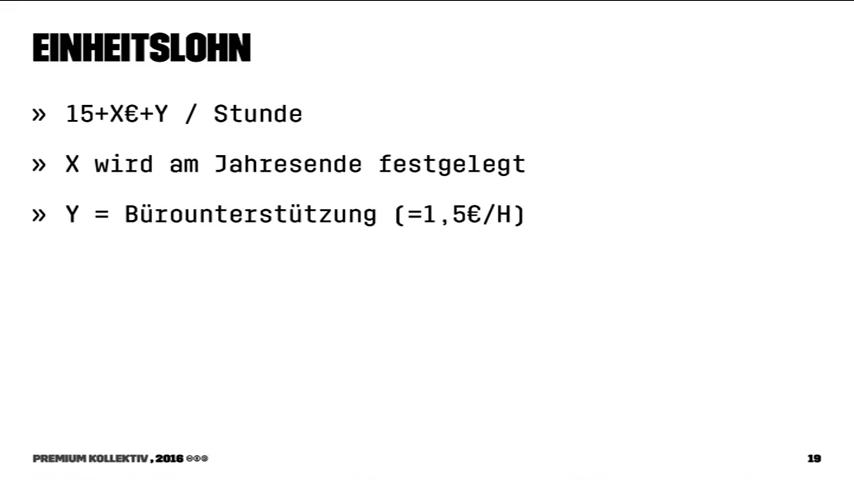 EINHEITSLOHN
» 15+X€+Y / Stunde
» X wird am Jahresende festgelegt
» Y = Bürounterstützung (=1,5€/H)
PREMIUM KOLLEKTIV, 2016
19